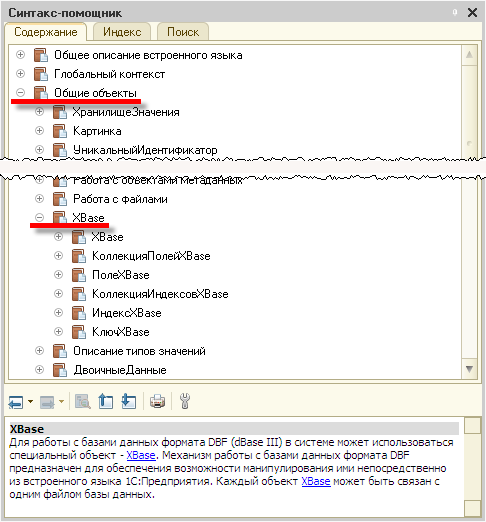 Синтакс-помощник
Содержание Индекс Поиск
Общее описание встроенного языка
Глобальный контекст
Общие объекты
ХранилищеЗначения
Картинка
УникальныйИдентификатор
Работа с объектами метаданных
Работа с файлами
XBase
XBase
КоллекцияПолейXBase
ПолеXBase
КоллекцияИндексовXBase
ИндексXBase
КлючXBase
Описание типов значений
ДвоичныеДанные
XBase
Для работы с базами данных формата DBF (dBase III) в системе может использоваться
специальный объект - XBase. Механизм работы с базами данных формата DBF
предназначен для обеспечения возможности манипулирования ими непосредственно
из встроенного языка 1С:Предприятия. Каждый объект XBase может быть связан с
одним файлом базы данных.